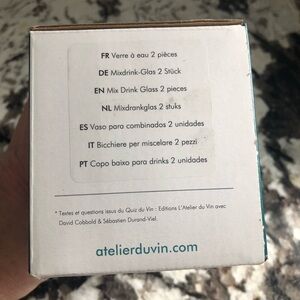 FR Verre à eau 2 pièces
DE Mixdrink-Glas 2 Stück
EN Mix Drink Glass 2 pieces
NL Mixdrankglas 2 stuks
ES Vaso para combinados 2 unidades
IT Bicchiere per miscelare 2 pezzi
PT Copo baixo para drinks 2 unidades
* Textes et questions issus du Quiz du Vin : Editions L'Atelier du Vin avec
David Cobbold & Sébastien Durand-Viel.
atelierduvin.com